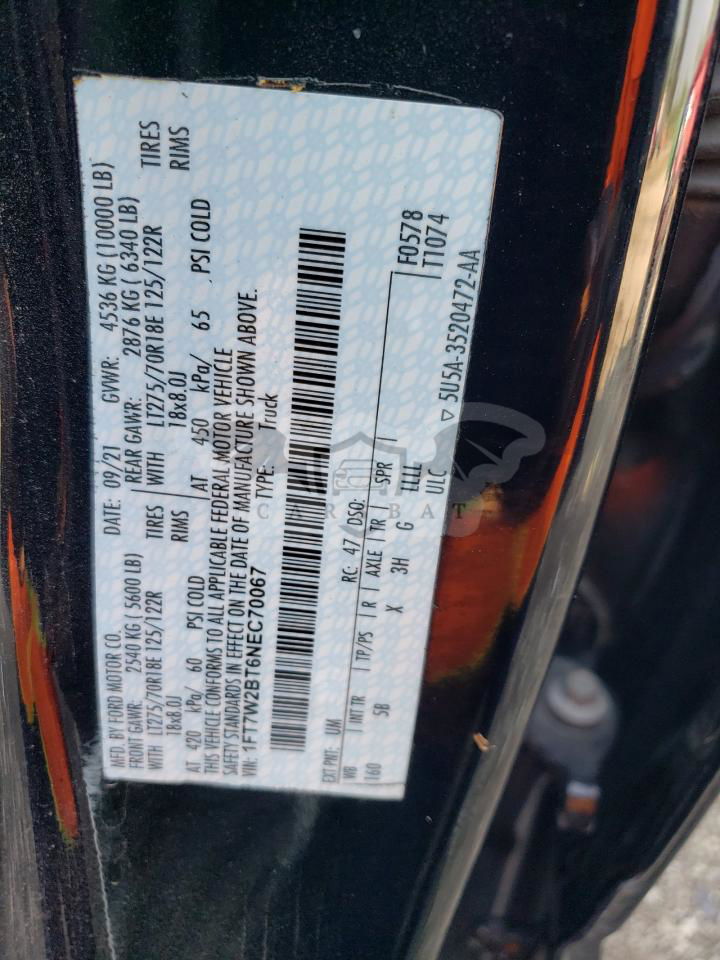 MFD. BY FORD MOTOR CO. DATE: 09/21 GVWR: 4536 KG (10000 LB)
FRONT GAWR: 2540 KG ( 5600 LB) REAR GAWR: 2876 KG ( 6340 LB)
WITH LT275/70R18E 125/122R TIRES WITH LT275/70R18E 125/122R TIRES
18x8.0J RIMS 18x8.0J RIMS
AT 420 kPa/ 60 PSI COLD AT 450 kPa/ 65 PSI COLD
THIS VEHICLE CONFORMS TO ALL APPLICABLE FEDERAL MOTOR VEHICLE
SAFETY STANDARDS IN EFFECT ON THE DATE OF MANUFACTURE SHOWN ABOVE.
VIN: 1FT7W2BT6NEC70067 TYPE: Truck
EXT PNT: UM RC: 47 DSO: F0578
WB INT TR TP/PS R AXLE TR SPR T1074
160 5B X 3H G LLLL
ULC ▽ 5U5A-3520472-AA
CAR BAT